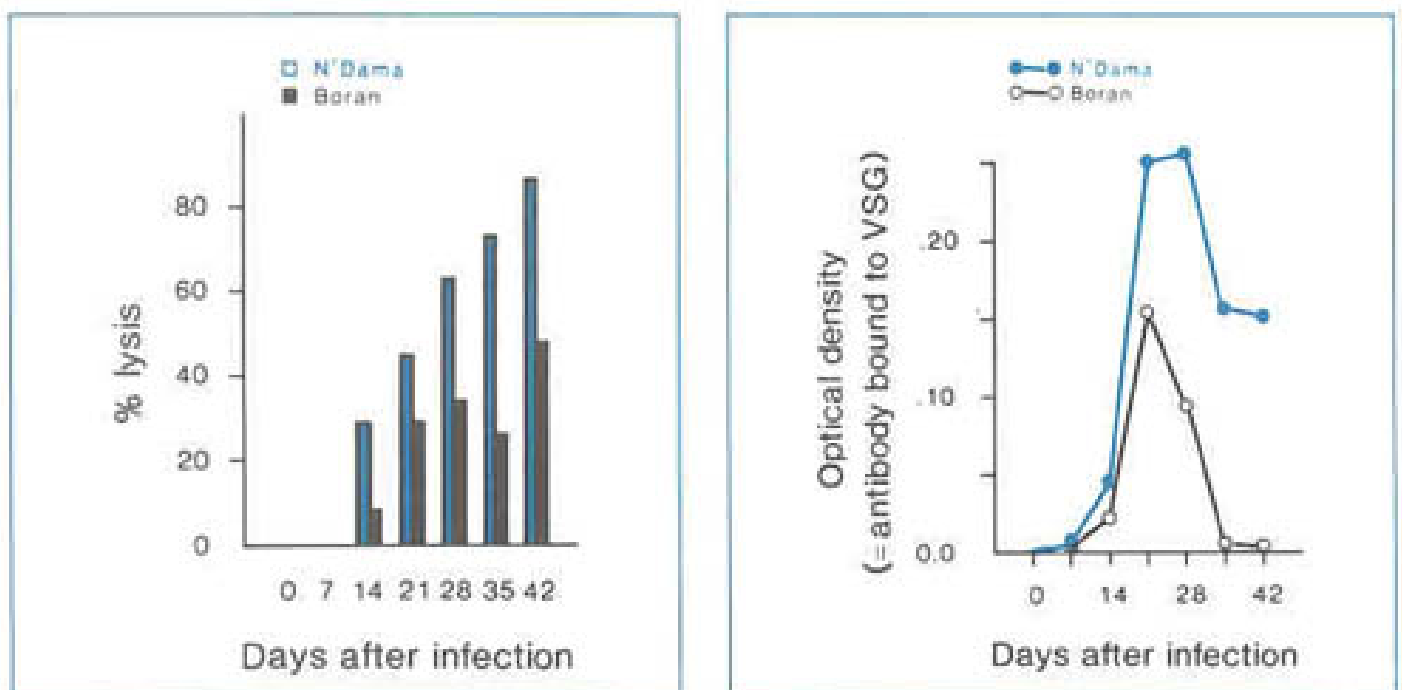 N'Dama
Boran
% lysis
80
60
40
20
0
0 7 14 21 28 35 42
Days after infection
N'Dama
Boran
Optical density
(= antibody bound to VSG)
.20
.10
0.0
0 14 28 42
Days after infection